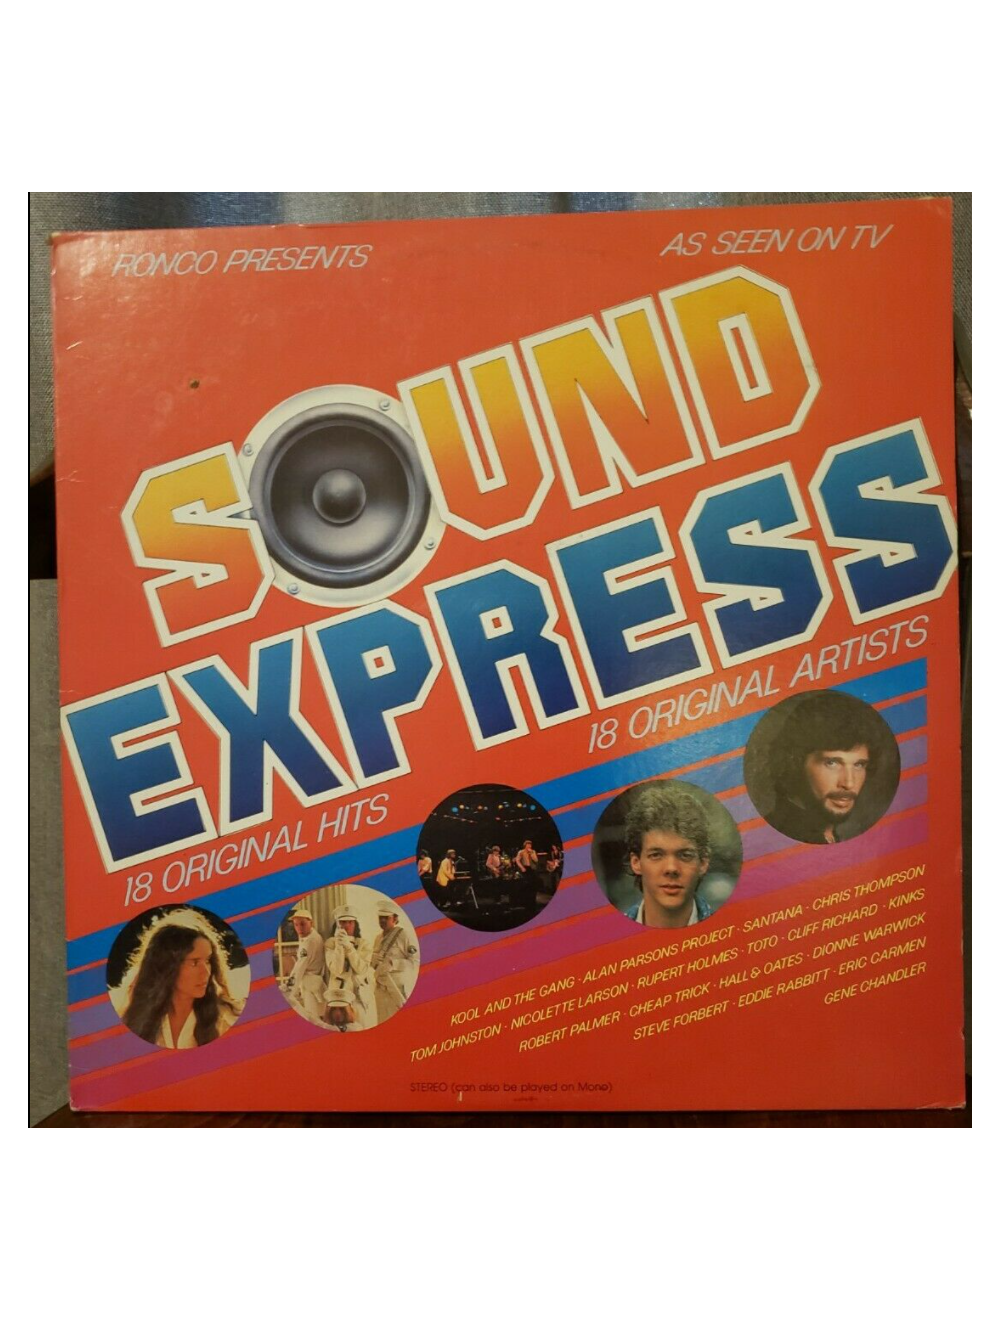 RONCO PRESENTS
AS SEEN ON TV
SOUND
EXPRESS
18 ORIGINAL HITS
18 ORIGINAL ARTISTS
KOOL AND THE GANG · ALAN PARSONS PROJECT · SANTANA · CHRIS THOMPSON
TOM JOHNSTON · NICOLETTE LARSON · RUPERT HOLMES · TOTO · CLIFF RICHARD · KINKS
ROBERT PALMER · CHEAP TRICK · HALL & OATES · DIONNE WARWICK
STEVE FORBERT · EDDIE RABBITT · ERIC CARMEN
GENE CHANDLER
STEREO (can also be played on Mono)